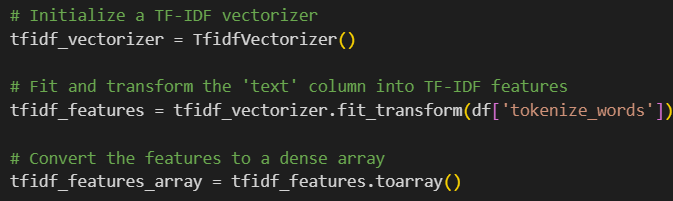 # Initialize a TF-IDF vectorizer
tfidf_vectorizer = TfidfVectorizer()
# Fit and transform the 'text' column into TF-IDF features
tfidf_features = tfidf_vectorizer.fit_transform(df['tokenize_words'])
# Convert the features to a dense array
tfidf_features_array = tfidf_features.toarray()